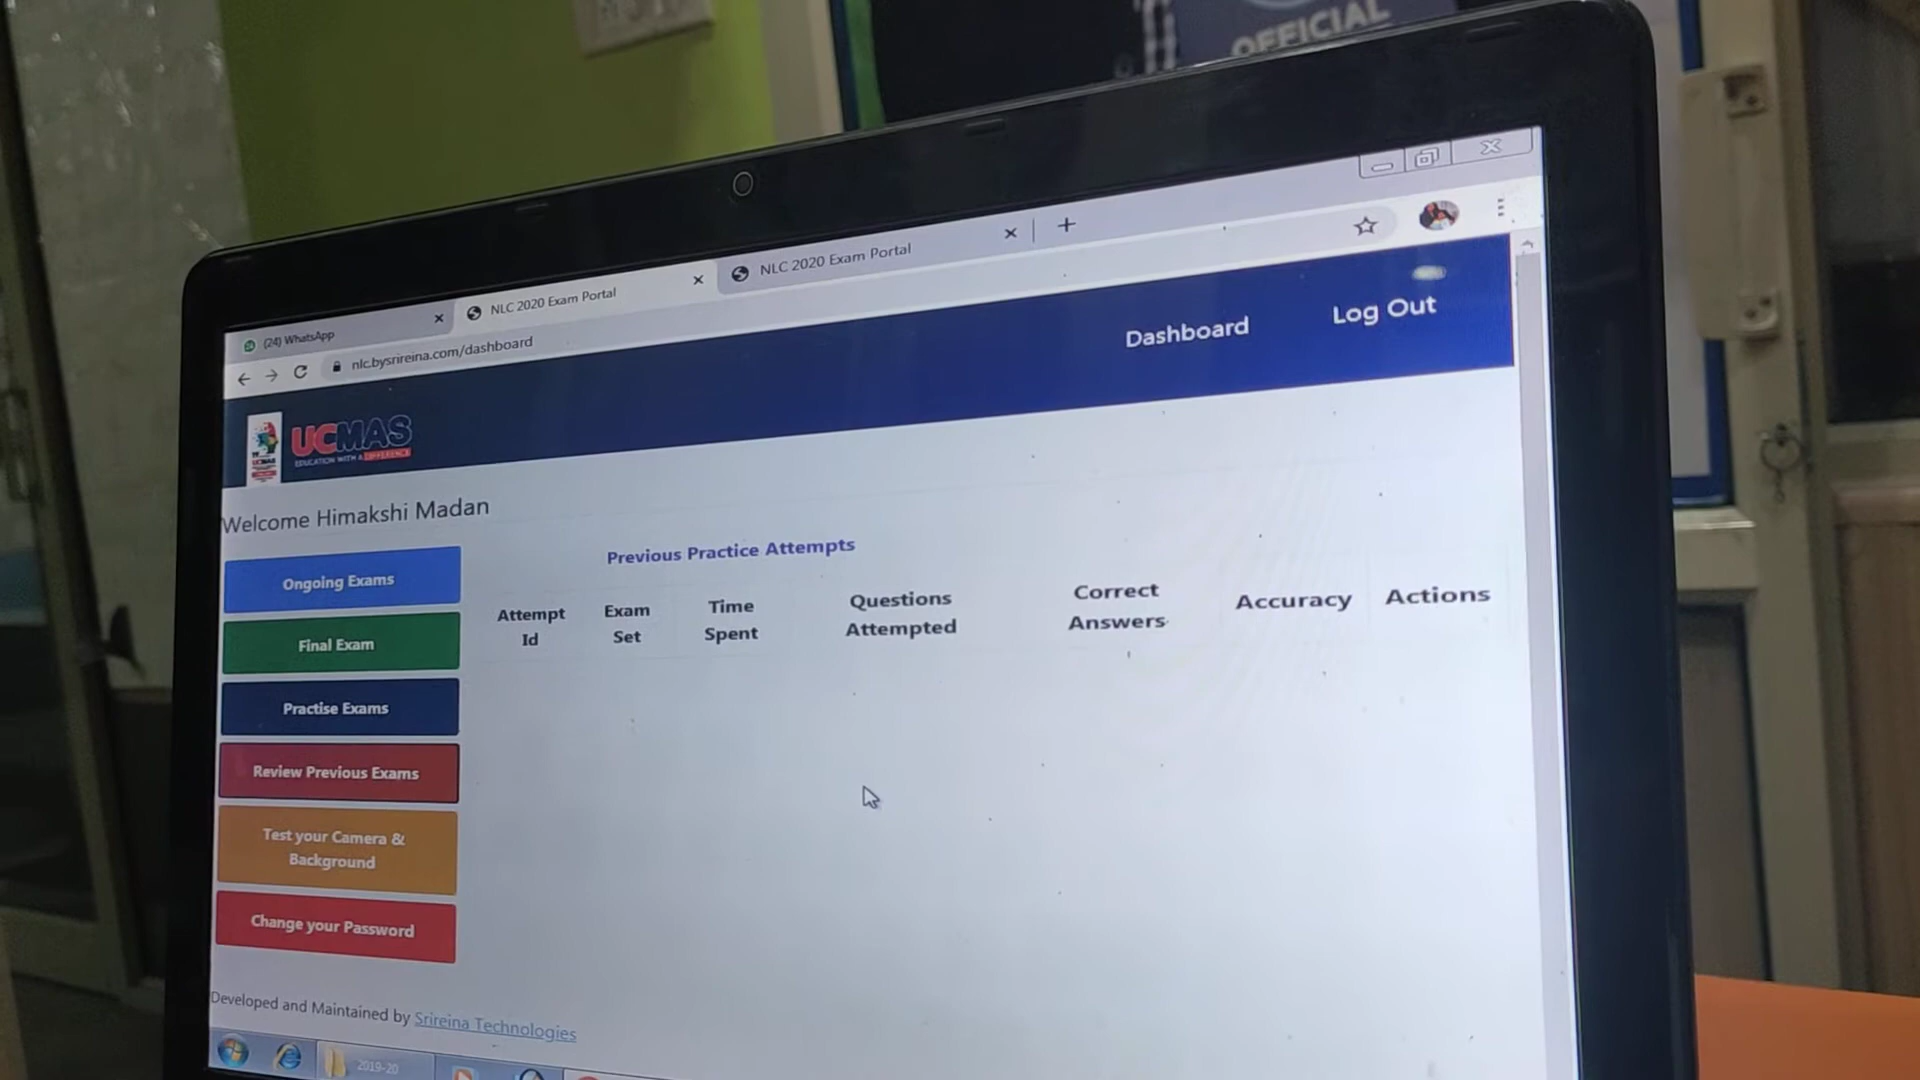 OFFICIAL
(24) WhatsApp
NLC 2020 Exam Portal
NLC 2020 Exam Portal
nlc.bysrireina.com/dashboard
Dashboard
Log Out
UCMAS
EDUCATION WITH A DIFFERENCE
Welcome Himakshi Madan
Ongoing Exams
Final Exam
Practise Exams
Review Previous Exams
Test your Camera &
Background
Change your Password
Previous Practice Attempts
Attempt
Id
Exam
Set
Time
Spent
Questions
Attempted
Correct
Answers
Accuracy
Actions
Developed and Maintained by Srireina Technologies
2019-20